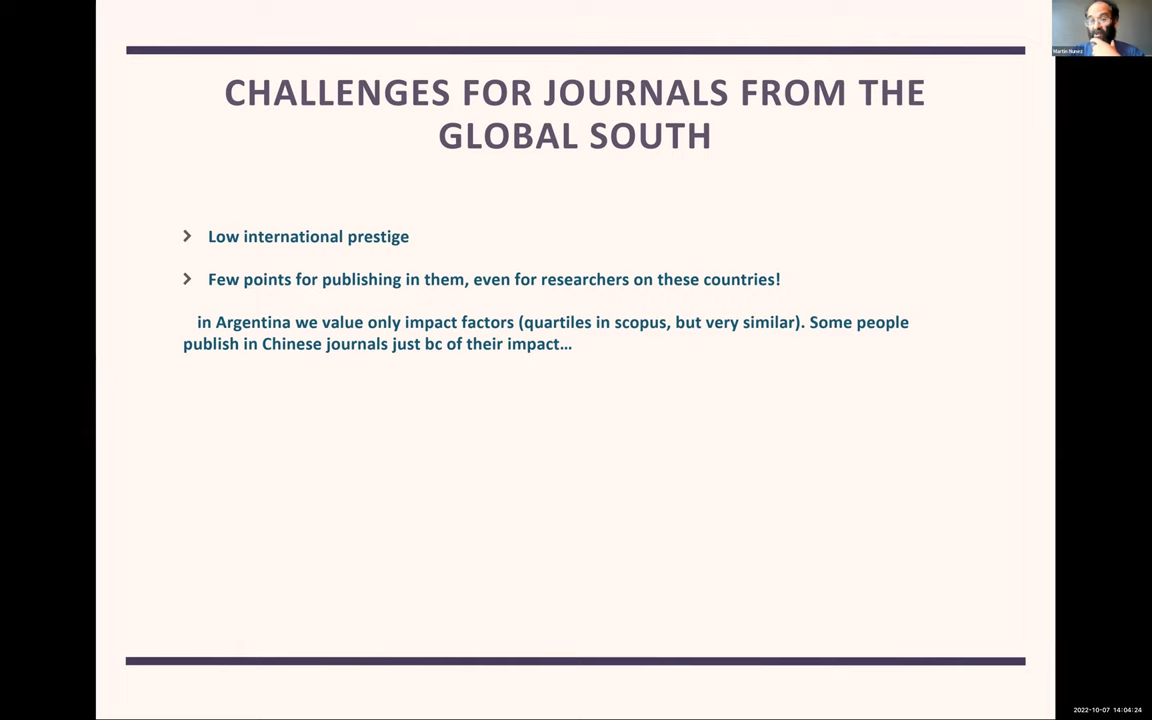 CHALLENGES FOR JOURNALS FROM THE
GLOBAL SOUTH
Low international prestige
Few points for publishing in them, even for researchers on these countries!
in Argentina we value only impact factors (quartiles in scopus, but very similar). Some people
publish in Chinese journals just bc of their impact…
Martin Nunez
2022-10-07 14:04:24